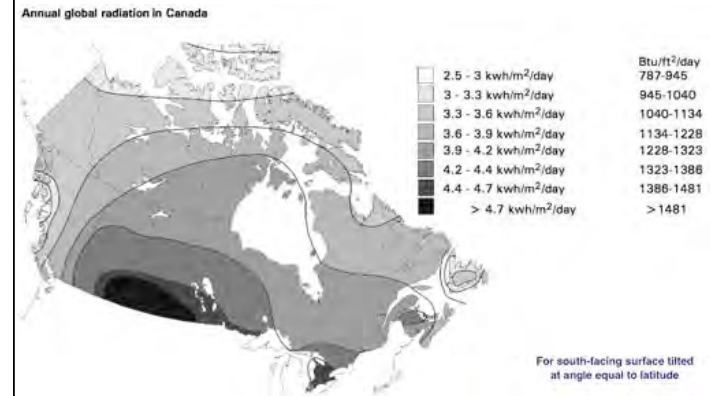 Annual global radiation in Canada
Btu/ft²/day
2.5 - 3 kwh/m²/day 787-945
3 - 3.3 kwh/m²/day 945-1040
3.3 - 3.6 kwh/m²/day 1040-1134
3.6 - 3.9 kwh/m²/day 1134-1228
3.9 - 4.2 kwh/m²/day 1228-1323
4.2 - 4.4 kwh/m²/day 1323-1386
4.4 - 4.7 kwh/m²/day 1386-1481
> 4.7 kwh/m²/day >1481
For south-facing surface tilted
at angle equal to latitude